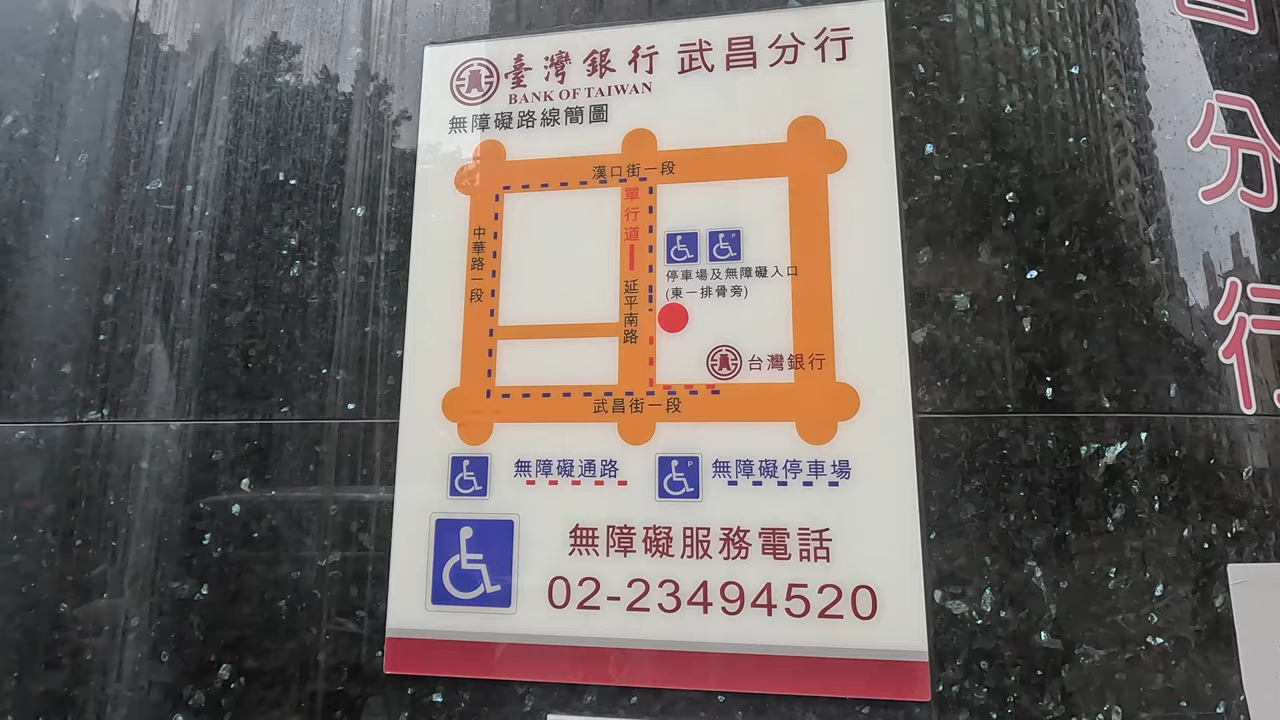 臺灣銀行 武昌分行
BANK OF TAIWAN
無障礙路線簡圖
漢口街一段
單行道
中華路一段
停車場及無障礙入口
(東一排骨旁)
延平南路
台灣銀行
武昌街一段
無障礙通路
P
無障礙停車場
無障礙服務電話
02-23494520
分行